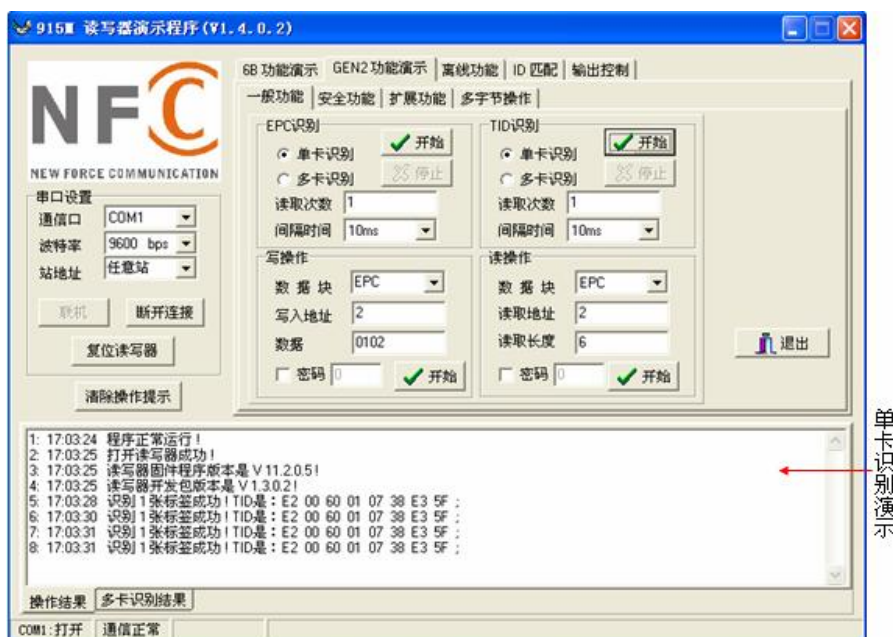 915M 读写器演示程序(V1.4.0.2)
NFC
NEW FORCE COMMUNICATION
串口设置
通信口 COM1
波特率 9600 bps
站地址 任意站
联机 断开连接
复位读写器
清除操作提示
6B 功能演示 GEN2功能演示 离线功能 ID 匹配 输出控制
一般功能 安全功能 扩展功能 多字节操作
EPC识别
单卡识别 开始
多卡识别 停止
读取次数 1
间隔时间 10ms
TID识别
单卡识别 开始
多卡识别 停止
读取次数 1
间隔时间 10ms
写操作
数 据 块 EPC
写入地址 2
数据 0102
密码 0 开始
读操作
数 据 块 EPC
读取地址 2
读取长度 6
密码 0 开始
退出
1: 17:03:24 程序正常运行!
2: 17:03:25 打开读写器成功!
3: 17:03:25 读写器固件程序版本是 V 11.2.0.5!
4: 17:03:25 读写器开发包版本是 V 1.3.0.2!
5: 17:03:28 识别 1 张标签成功!TID是:E2 00 60 01 07 38 E3 5F ;
6: 17:03:30 识别 1 张标签成功!TID是:E2 00 60 01 07 38 E3 5F ;
7: 17:03:31 识别 1 张标签成功!TID是:E2 00 60 01 07 38 E3 5F ;
8: 17:03:31 识别 1 张标签成功!TID是:E2 00 60 01 07 38 E3 5F ;
单卡识别演示
操作结果 多卡识别结果
COM1:打开 通信正常